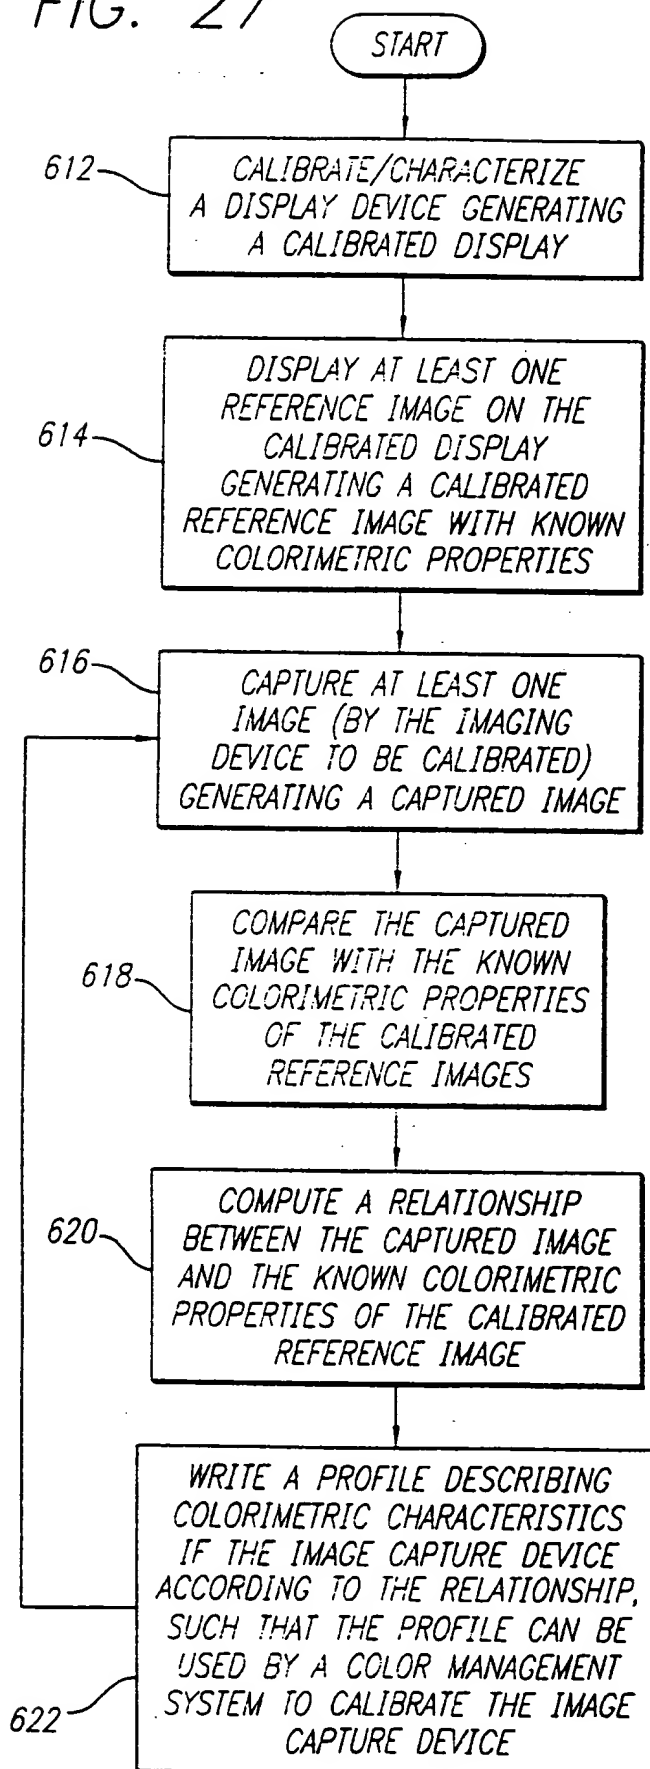 FIG. 27
START
612
CALIBRATE/CHARACTERIZE
A DISPLAY DEVICE GENERATING
A CALIBRATED DISPLAY
614
DISPLAY AT LEAST ONE
REFERENCE IMAGE ON THE
CALIBRATED DISPLAY
GENERATING A CALIBRATED
REFERENCE IMAGE WITH KNOWN
COLORIMETRIC PROPERTIES
616
CAPTURE AT LEAST ONE
IMAGE (BY THE IMAGING
DEVICE TO BE CALIBRATED)
GENERATING A CAPTURED IMAGE
618
COMPARE THE CAPTURED
IMAGE WITH THE KNOWN
COLORIMETRIC PROPERTIES
OF THE CALIBRATED
REFERENCE IMAGES
620
COMPUTE A RELATIONSHIP
BETWEEN THE CAPTURED IMAGE
AND THE KNOWN COLORIMETRIC
PROPERTIES OF THE CALIBRATED
REFERENCE IMAGE
622
WRITE A PROFILE DESCRIBING
COLORIMETRIC CHARACTERISTICS
IF THE IMAGE CAPTURE DEVICE
ACCORDING TO THE RELATIONSHIP,
SUCH THAT THE PROFILE CAN BE
USED BY A COLOR MANAGEMENT
SYSTEM TO CALIBRATE THE IMAGE
CAPTURE DEVICE